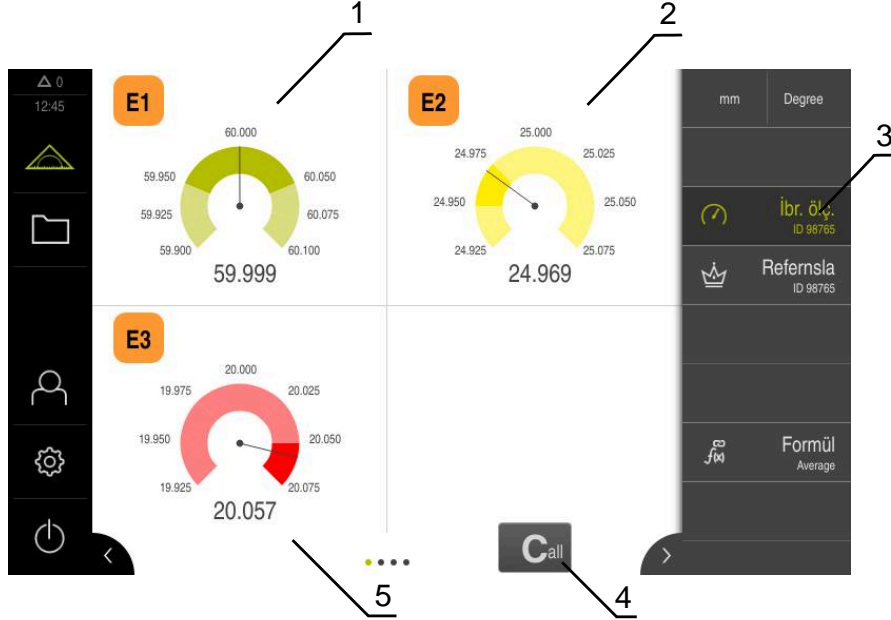 1
2
3
0
12:45
E1
60.000
59.950
60.050
59.925
60.075
59.900
60.100
59.999
E2
25.000
24.975
25.025
24.950
25.050
24.925
25.075
24.969
mm
Degree
İbr. ölç.
ID 98765
Refernsla
ID 98765
E3
20.000
19.975
20.025
19.950
20.050
19.925
20.075
20.057
f(x)
Formül
Average
Call
5
4